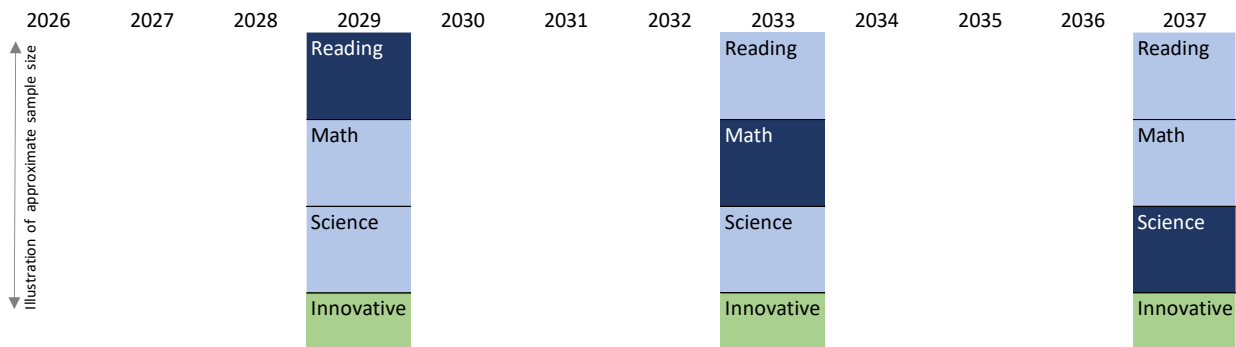 2026 2027 2028 2029 2030 2031 2032 2033 2034 2035 2036 2037
Illustration of approximate sample size
Reading Reading Reading
Math Math Math
Science Science Science
Innovative Innovative Innovative